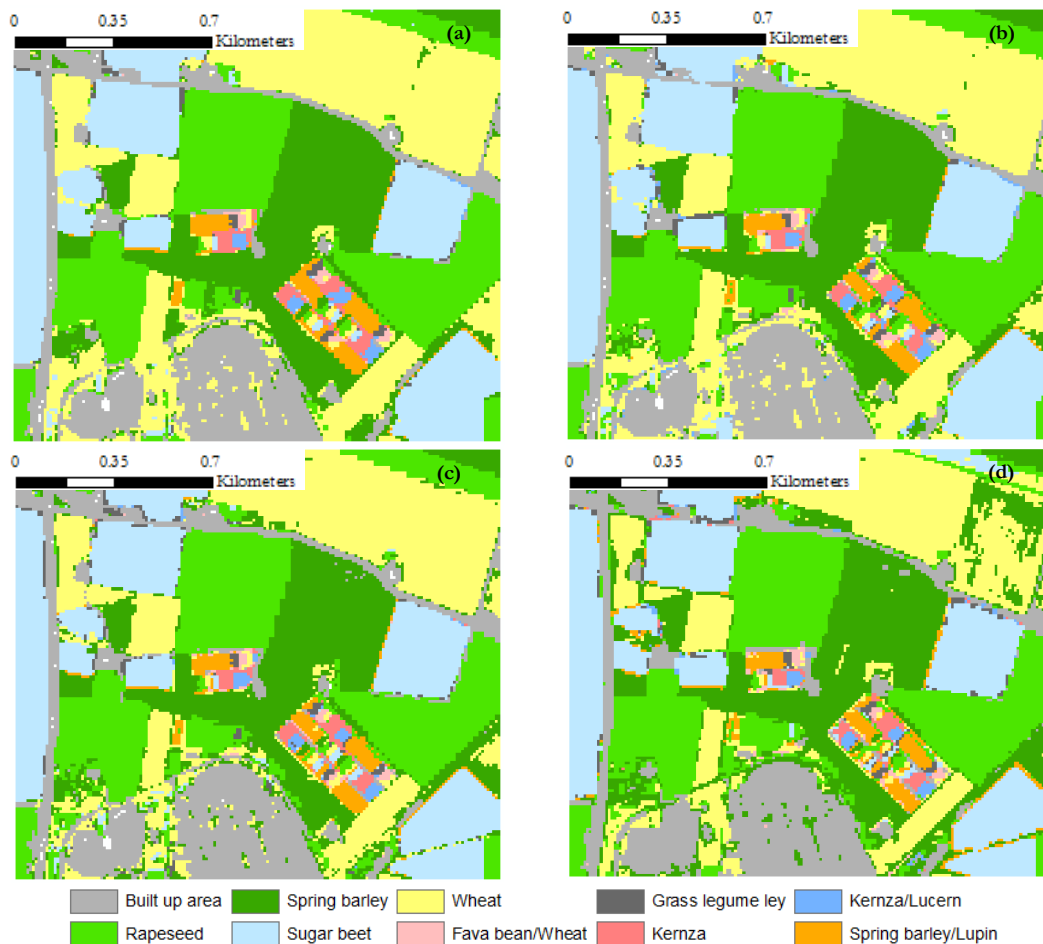 0 0.35 0.7
Kilometers
(a)
0 0.35 0.7
Kilometers
(b)
0 0.35 0.7
Kilometers
(c)
0 0.35 0.7
Kilometers
(d)
Built up area Spring barley Wheat Grass legume ley Kernza/Lucern
Rapeseed Sugar beet Fava bean/Wheat Kernza Spring barley/Lupin